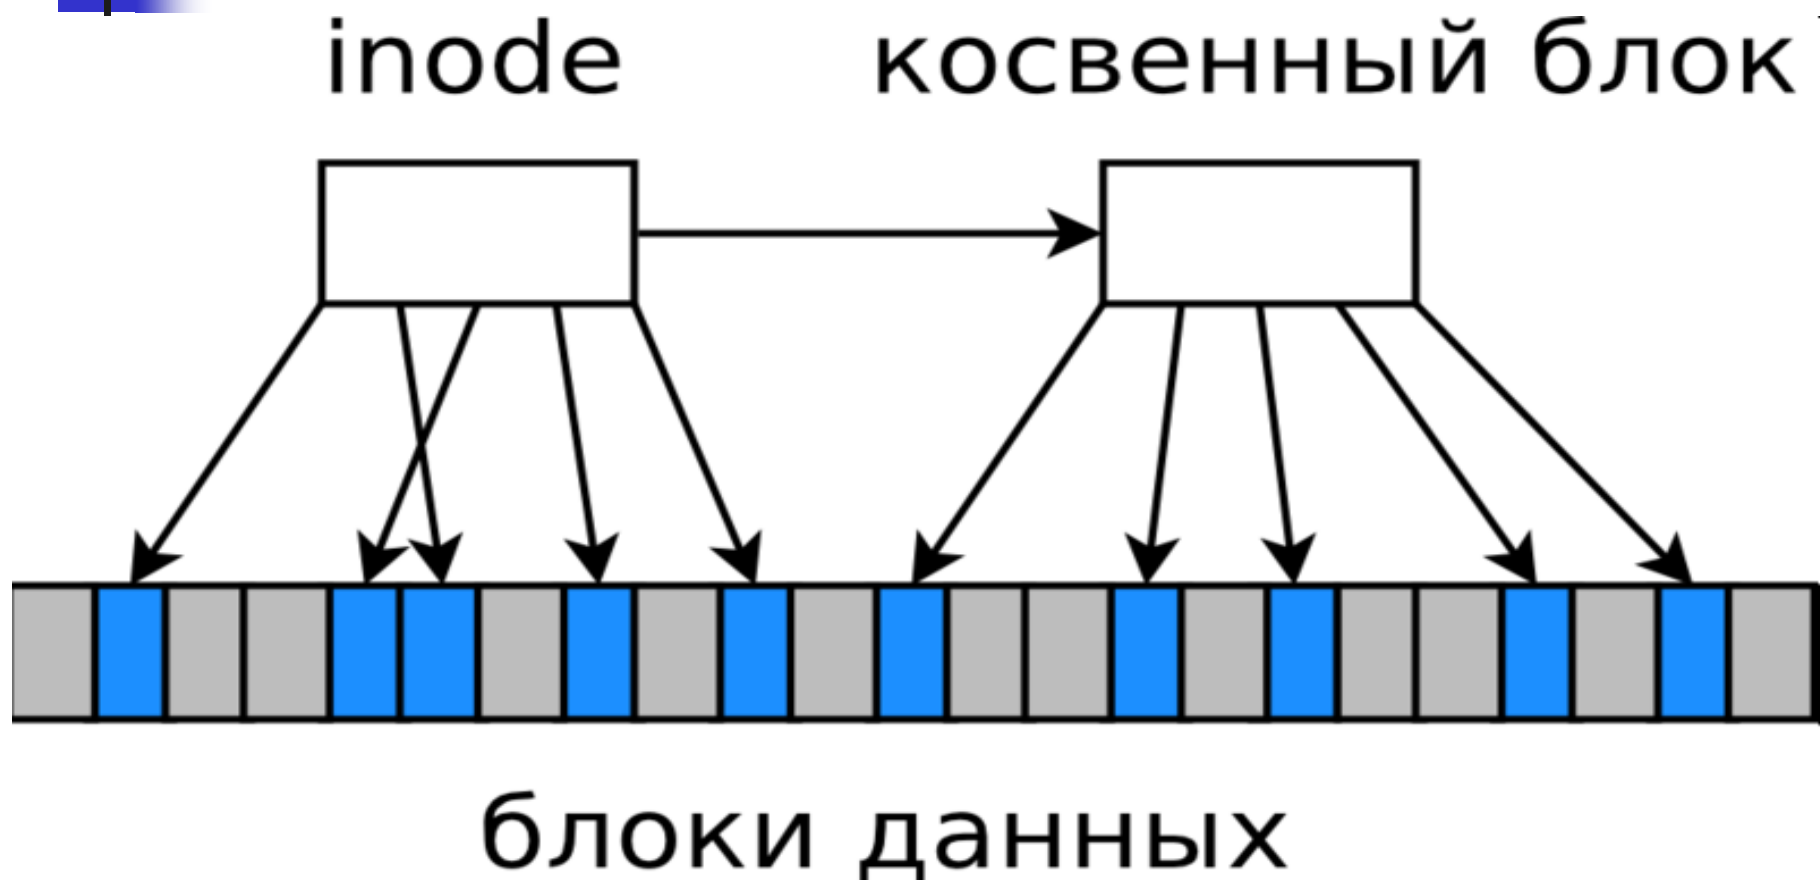 inode
косвенный блок
блоки данных